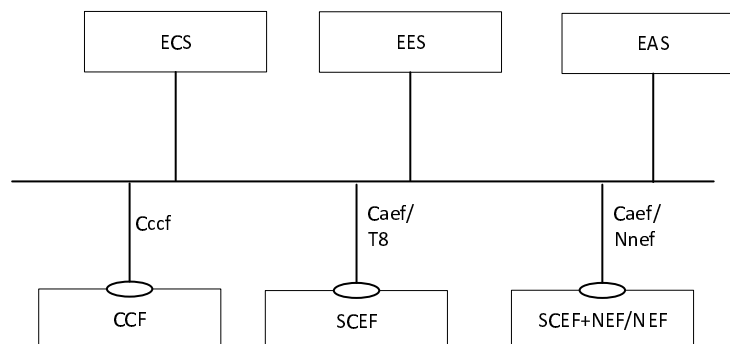 ECS
EES
EAS
Cccf
Caef/
T8
Caef/
Nnef
CCF
SCEF
SCEF+NEF/NEF